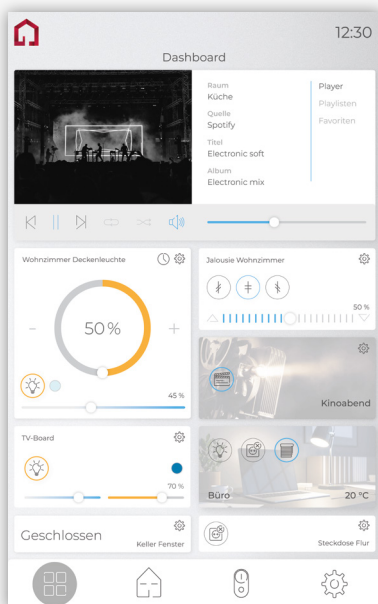 12:30
Dashboard
Raum
Küche
Quelle
Spotify
Titel
Electronic soft
Album
Electronic mix
Player
Playlisten
Favoriten
Wohnzimmer Deckenleuchte
50 %
45 %
Jalousie Wohnzimmer
50 %
Kinoabend
TV-Board
70 %
Büro
20 °C
Geschlossen
Keller Fenster
Steckdose Flur